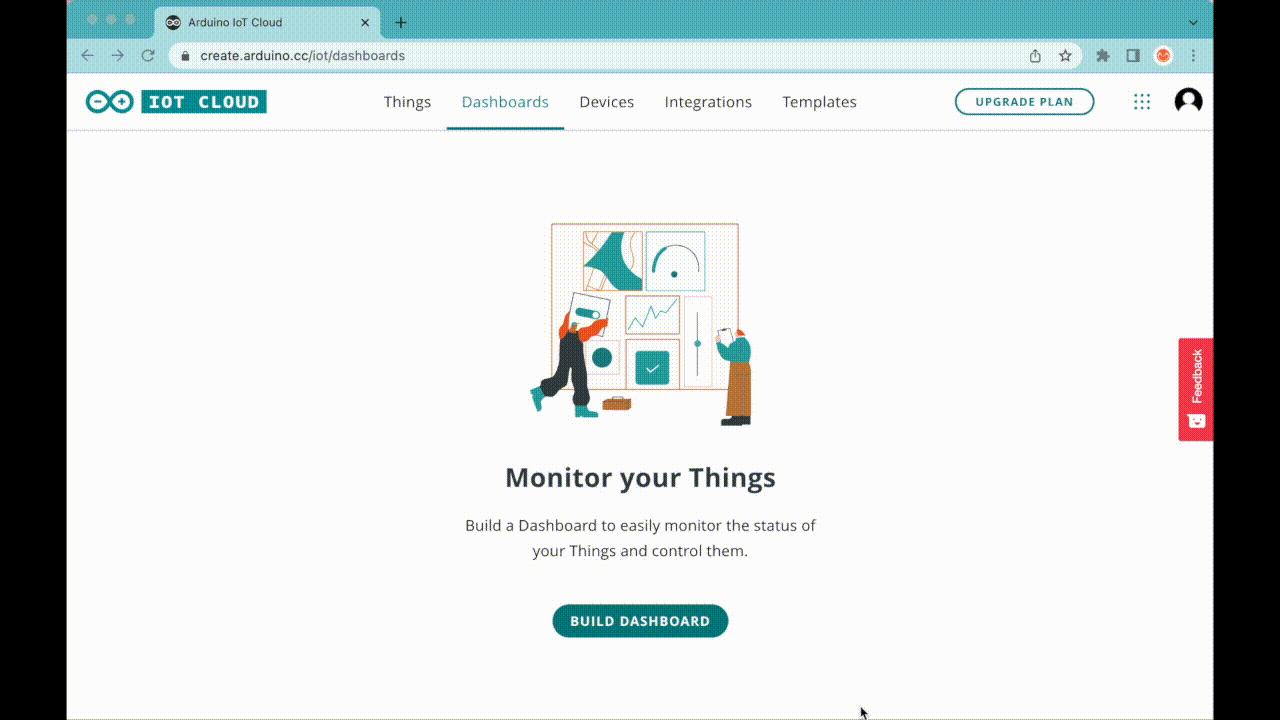 Arduino IoT Cloud
create.arduino.cc/iot/dashboards
IOT CLOUD
Things
Dashboards
Devices
Integrations
Templates
UPGRADE PLAN
Feedback
Monitor your Things
Build a Dashboard to easily monitor the status of
your Things and control them.
BUILD DASHBOARD